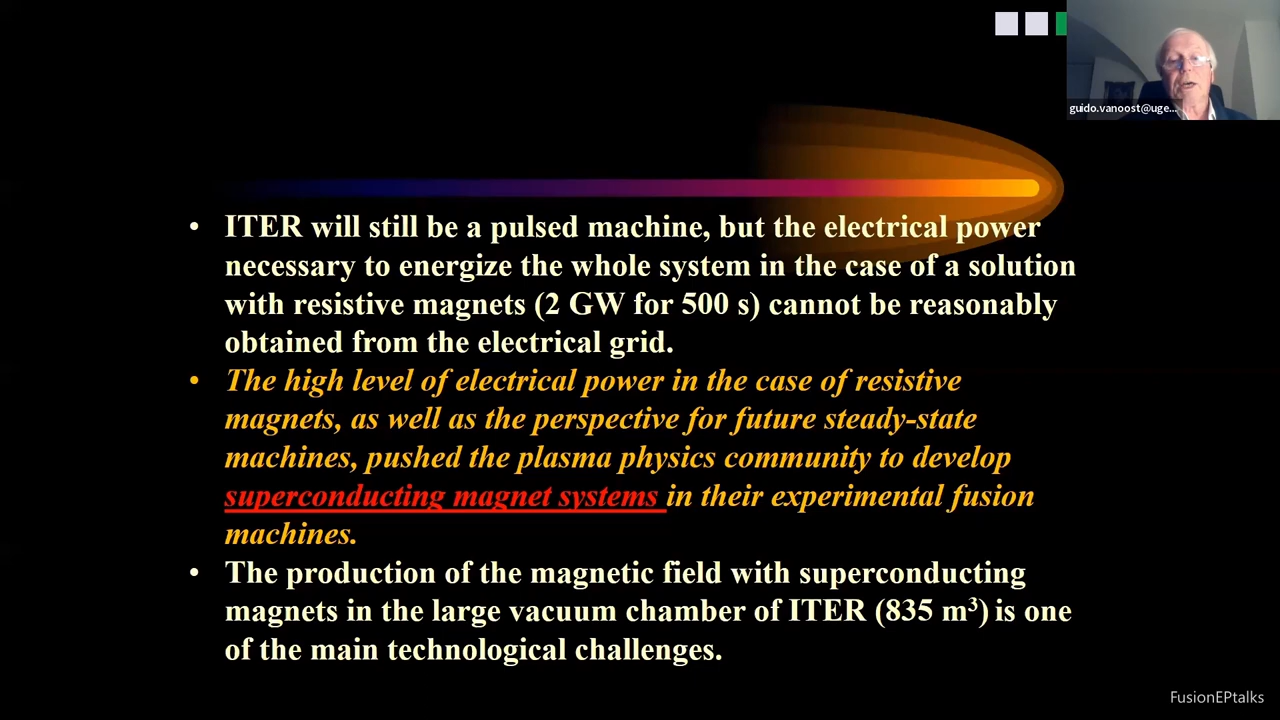 guido.vanoost@uge...
• ITER will still be a pulsed machine, but the electrical power
necessary to energize the whole system in the case of a solution
with resistive magnets (2 GW for 500 s) cannot be reasonably
obtained from the electrical grid.
• The high level of electrical power in the case of resistive
magnets, as well as the perspective for future steady-state
machines, pushed the plasma physics community to develop
superconducting magnet systems in their experimental fusion
machines.
• The production of the magnetic field with superconducting
magnets in the large vacuum chamber of ITER (835 m³) is one
of the main technological challenges.
FusionEPtalks